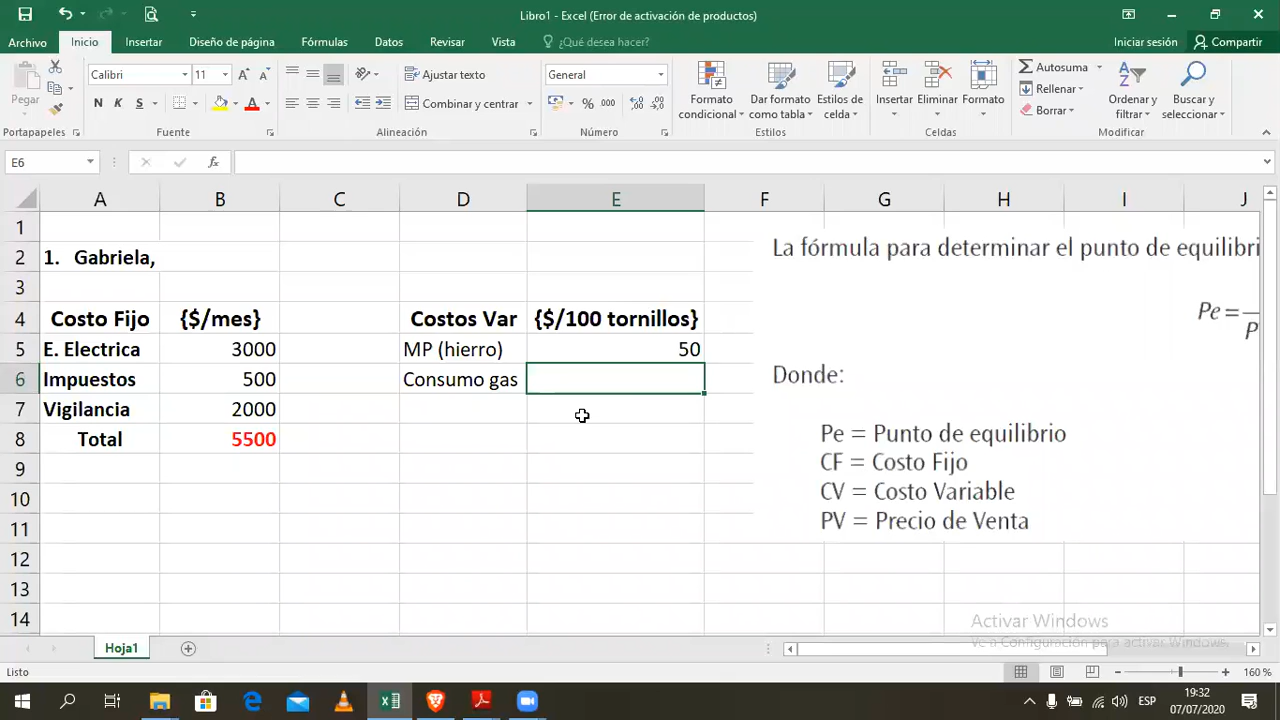 Libro1 - Excel (Error de activación de productos)
Archivo Inicio Insertar Diseño de página Fórmulas Datos Revisar Vista ¿Qué desea hacer? Iniciar sesión Compartir
Pegar
Calibri 11
N K S
Ajustar texto
Combinar y centrar
General
% 000
Formato condicional
Dar formato como tabla
Estilos de celda
Insertar Eliminar Formato
Autosuma
Rellenar
Borrar
Ordenar y filtrar
Buscar y seleccionar
Portapapeles Fuente Alineación Número Estilos Celdas Modificar
E6 fx
A B C D E F G H I J
1
2 1. Gabriela,
3
4 Costo Fijo {$/mes} Costos Var {$/100 tornillos}
5 E. Electrica 3000 MP (hierro) 50
6 Impuestos 500 Consumo gas
7 Vigilancia 2000
8 Total 5500
9
10
11
12
13
14
La fórmula para determinar el punto de equilibri
Pe =
P
Donde:
Pe = Punto de equilibrio
CF = Costo Fijo
CV = Costo Variable
PV = Precio de Venta
Activar Windows
Ve a Configuración para activar Windows.
Hoja1
Listo 160 %
ESP 19:32
07/07/2020